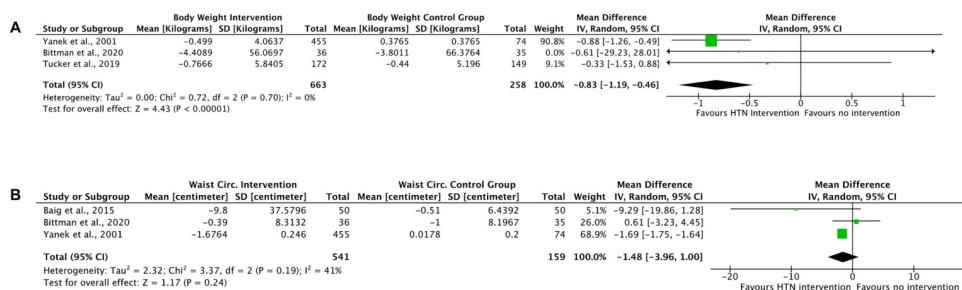 A
Body Weight Intervention Body Weight Control Group Mean Difference Mean Difference
Study or Subgroup Mean [Kilograms] SD [Kilograms] Total Mean [Kilograms] SD [Kilograms] Total Weight IV, Random, 95% CI IV, Random, 95% CI
Yanek et al., 2001 -0.499 4.0637 455 0.3765 0.3765 74 90.8% -0.88 [-1.26, -0.49]
Bittman et al., 2020 -4.4089 56.0697 36 -3.8011 66.3764 35 0.0% -0.61 [-29.23, 28.01]
Tucker et al., 2019 -0.7666 5.8405 172 -0.44 5.196 149 9.1% -0.33 [-1.53, 0.88]
Total (95% CI) 663 258 100.0% -0.83 [-1.19, -0.46]
Heterogeneity: Tau² = 0.00; Chi² = 0.72, df = 2 (P = 0.70); I² = 0%
Test for overall effect: Z = 4.43 (P < 0.00001)
-1 -0.5 0 0.5 1
Favours HTN Intervention Favours no intervention
B
Waist Circ. Intervention Waist Circ. Control Group Mean Difference Mean Difference
Study or Subgroup Mean [centimeter] SD [centimeter] Total Mean [centimeter] SD [centimeter] Total Weight IV, Random, 95% CI IV, Random, 95% CI
Baig et al., 2015 -9.8 37.5796 50 -0.51 6.4392 50 5.1% -9.29 [-19.86, 1.28]
Bittman et al., 2020 -0.39 8.3132 36 -1 8.1967 35 26.0% 0.61 [-3.23, 4.45]
Yanek et al., 2001 -1.6764 0.246 455 0.0178 0.2 74 68.9% -1.69 [-1.75, -1.64]
Total (95% CI) 541 159 100.0% -1.48 [-3.96, 1.00]
Heterogeneity: Tau² = 2.32; Chi² = 3.37, df = 2 (P = 0.19); I² = 41%
Test for overall effect: Z = 1.17 (P = 0.24)
-20 -10 0 10 20
Favours HTN intervention Favours no intervention